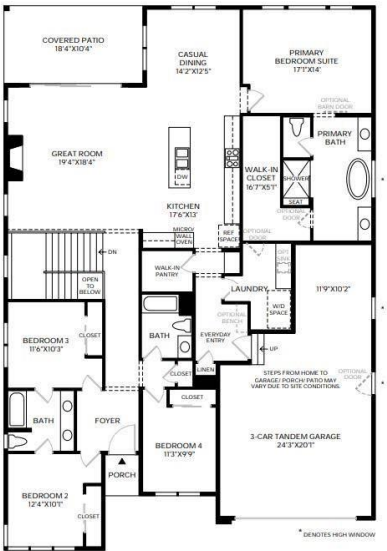 COVERED PATIO
18'4"X10'4"
CASUAL
DINING
14'2"X12'5"
PRIMARY
BEDROOM SUITE
17'1"X14'
OPTIONAL
BARN DOOR
PRIMARY
BATH
GREAT ROOM
19'4"X18'4"
DW
WALK-IN
CLOSET
16'7"X5'1"
SHOWER
SEAT
OPTIONAL
DOOR
KITCHEN
17'6"X13'
MICRO/
WALL
OVEN
REF
SPACE
OPTIONAL
DOOR
DN
OPEN
TO
BELOW
WALK-IN
PANTRY
OPT
SINK
LAUNDRY
W/D
SPACE
11'9"X10'2"
OPTIONAL
BENCH
BEDROOM 3
11'6"X10'3"
CLOSET
BATH
EVERYDAY
ENTRY
UP
LINEN
CLOSET
STEPS FROM HOME TO
GARAGE/ PORCH/ PATIO MAY
VARY DUE TO SITE CONDITIONS.
OPTIONAL
DOOR
CLOSET
BATH
FOYER
BEDROOM 4
11'3"X9'9"
3-CAR TANDEM GARAGE
24'3"X20'1"
PORCH
BEDROOM 2
12'4"X10'1"
CLOSET
* DENOTES HIGH WINDOW